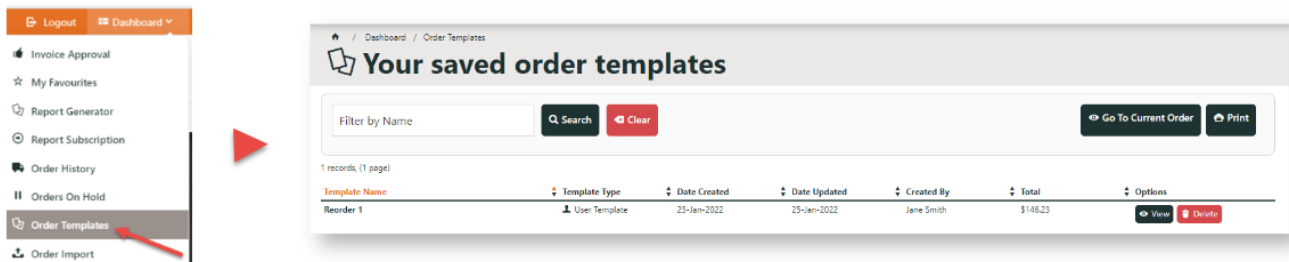 Logout Dashboard
Invoice Approval
My Favourites
Report Generator
Report Subscription
Order History
Orders On Hold
Order Templates
Order Import
/ Dashboard / Order Templates
Your saved order templates
Filter by Name Search Clear Go To Current Order Print
1 records, (1 page)
Template Name Template Type Date Created Date Updated Created By Total Options
Reorder 1 User Template 25-Jan-2022 25-Jan-2022 Jane Smith $146.23 View Delete